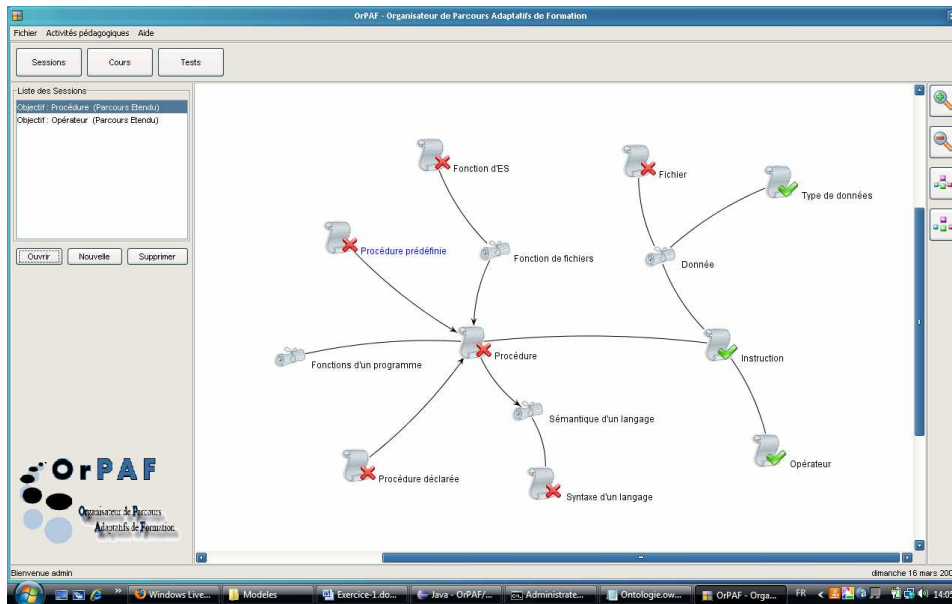 OrPAF - Organisateur de Parcours Adaptatifs de Formation
Fichier Activités pédagogiques Aide
Sessions Cours Tests
Liste des Sessions
Objectif : Procédure (Parcours Etendu)
Objectif : Opérateur (Parcours Etendu)
Ouvrir Nouvelle Supprimer
Fonction d'ES
Fichier
Type de données
Procédure prédéfinie
Fonction de fichiers
Donnée
Fonctions d'un programme
Procédure
Instruction
Sémantique d'un langage
Procédure déclarée
Syntaxe d'un langage
Opérateur
OrPAF
Organisateur de Parcours
Adaptatifs de Formation
Bienvenue admin
dimanche 16 mars 200
Windows Live... Modeles Exercice-1.do... Java - OrPAF/... Administrate... Ontologie.ow... OrPAF - Orga... FR